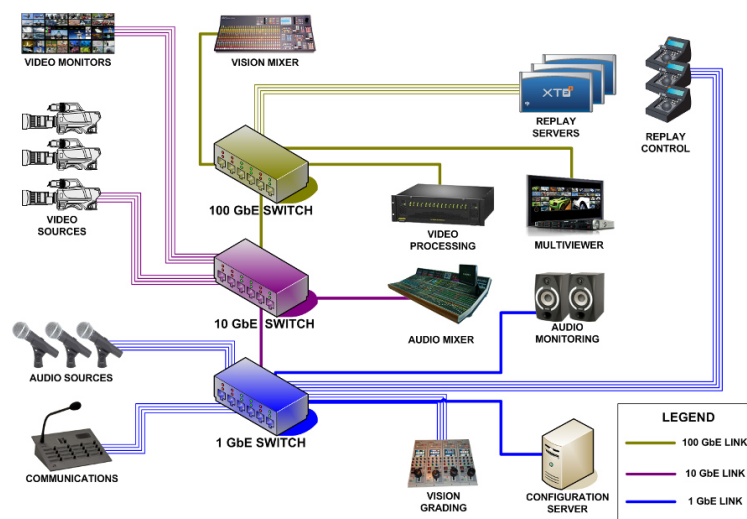 VIDEO MONITORS
VISION MIXER
REPLAY
SERVERS
REPLAY
CONTROL
VIDEO
SOURCES
100 GbE SWITCH
VIDEO
PROCESSING
MULTIVIEWER
10 GbE SWITCH
AUDIO MIXER
AUDIO
MONITORING
AUDIO SOURCES
1 GbE SWITCH
COMMUNICATIONS
VISION
GRADING
CONFIGURATION
SERVER
LEGEND
100 GbE LINK
10 GbE LINK
1 GbE LINK